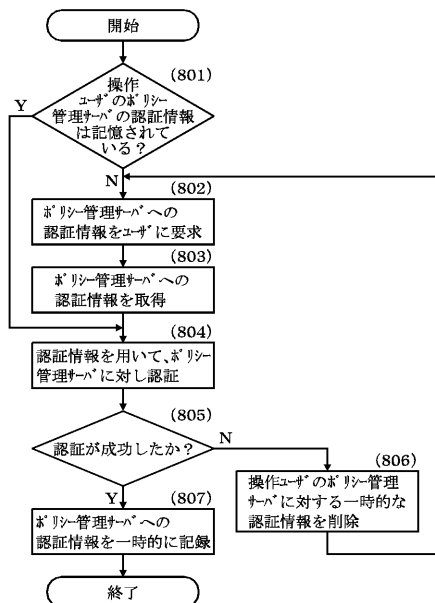 開始
(801)
操作
ユーザのポリシー
管理サーバの認証情報
は記憶されて
いる?
Y
N
(802)
ポリシー管理サーバへの
認証情報をユーザに要求
(803)
ポリシー管理サーバへの
認証情報を取得
(804)
認証情報を用いて、ポリシー
管理サーバに対し認証
(805)
認証が成功したか?
N
Y
(806)
操作ユーザのポリシー管理
サーバに対する一時的な
認証情報を削除
(807)
ポリシー管理サーバへの
認証情報を一時的に記録
終了